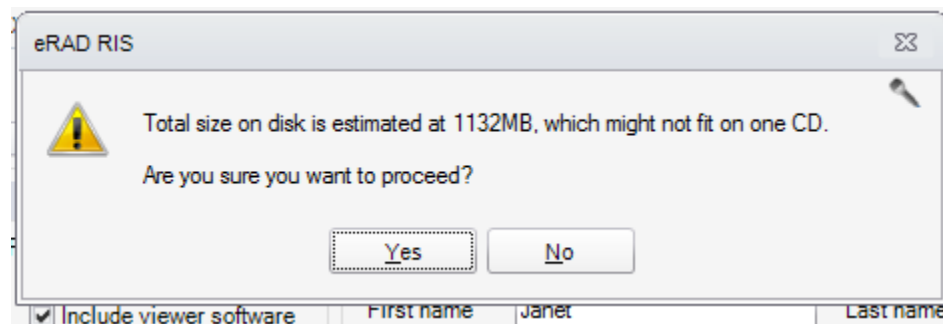 eRAD RIS
Total size on disk is estimated at 1132MB, which might not fit on one CD.
Are you sure you want to proceed?
Yes No
Include viewer software First name Janet Last name